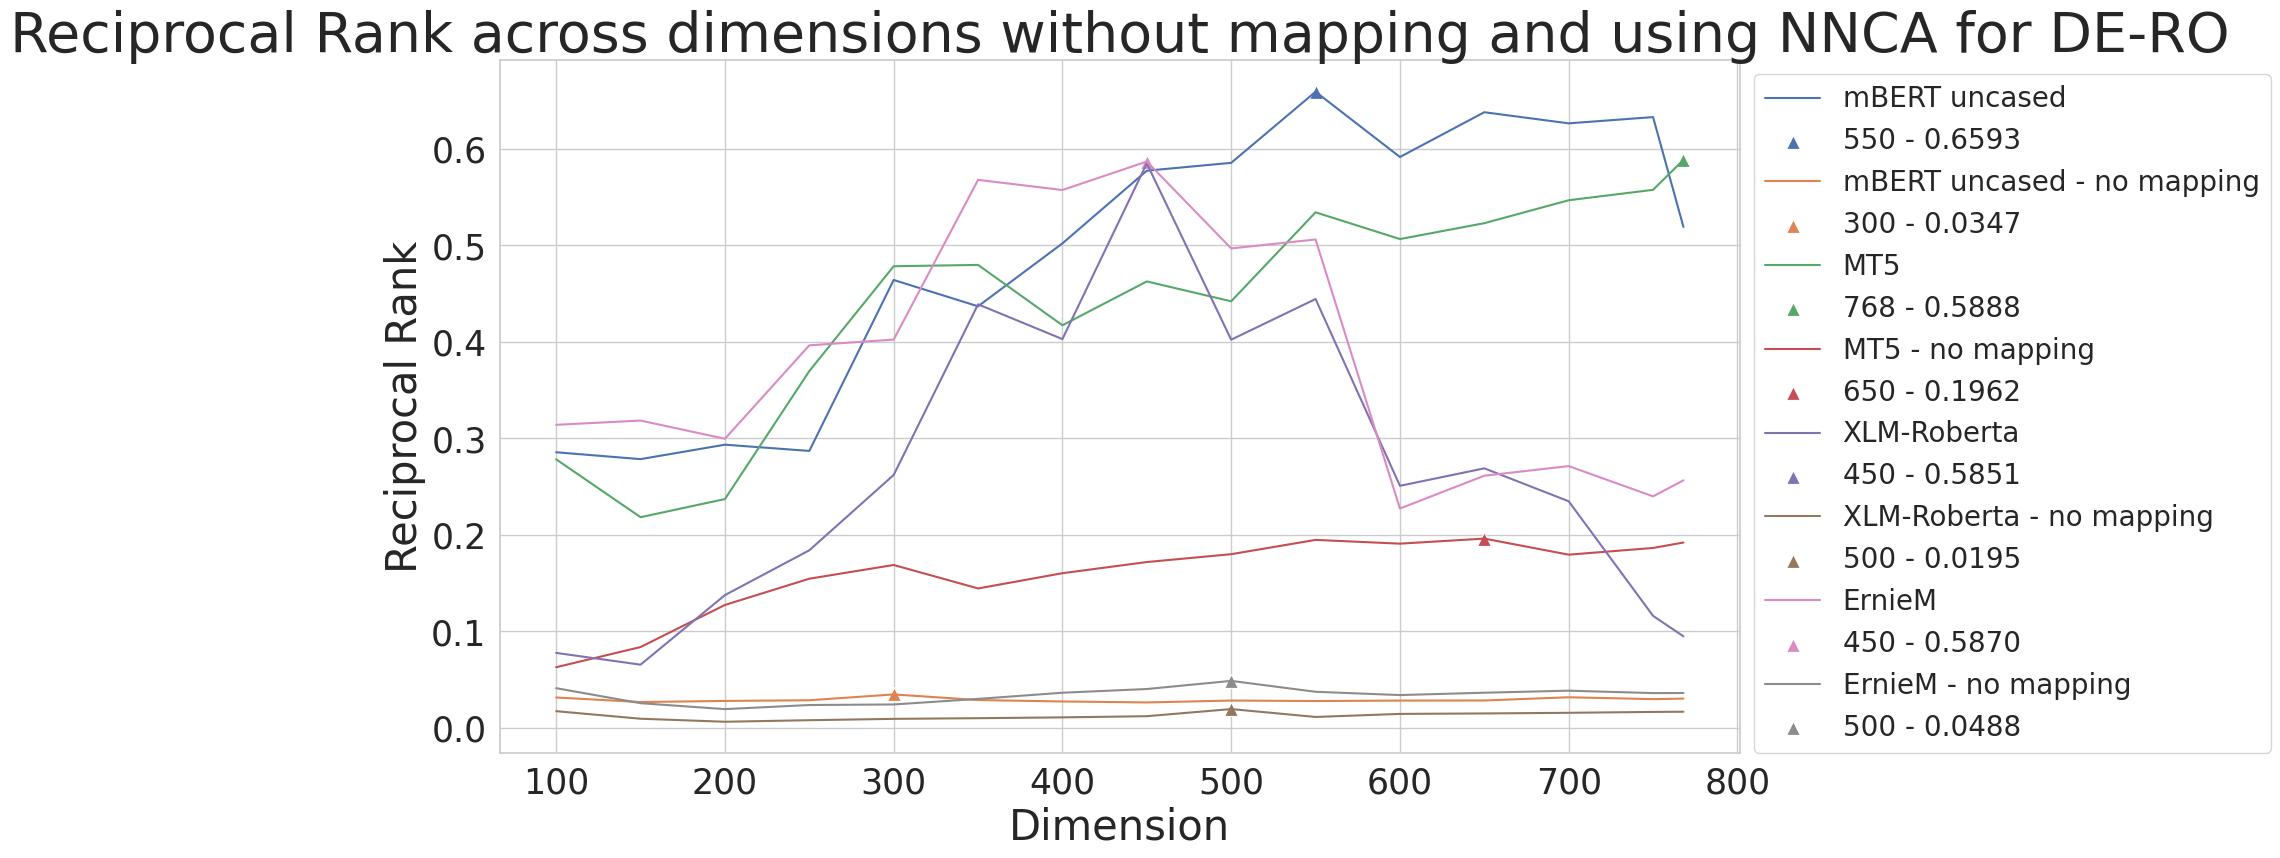 Reciprocal Rank across dimensions without mapping and using NNCA for DE-RO
Reciprocal Rank
0.6
0.5
0.4
0.3
0.2
0.1
0.0
100 200 300 400 500 600 700 800
Dimension
mBERT uncased
550 - 0.6593
mBERT uncased - no mapping
300 - 0.0347
MT5
768 - 0.5888
MT5 - no mapping
650 - 0.1962
XLM-Roberta
450 - 0.5851
XLM-Roberta - no mapping
500 - 0.0195
ErnieM
450 - 0.5870
ErnieM - no mapping
500 - 0.0488